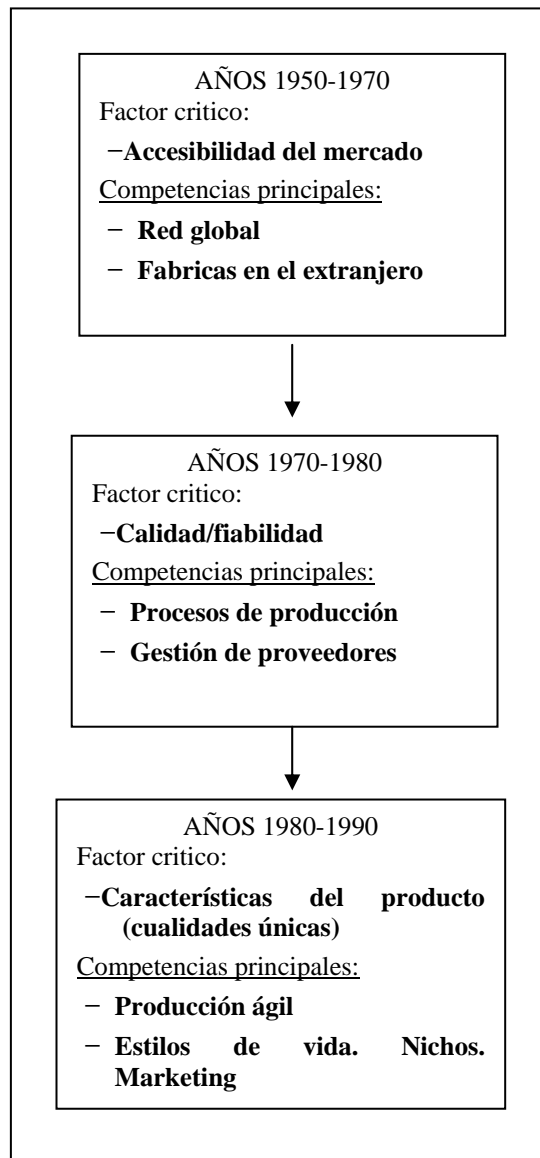 AÑOS 1950-1970
Factor critico:
−Accesibilidad del mercado
Competencias principales:
− Red global
− Fabricas en el extranjero
AÑOS 1970-1980
Factor critico:
−Calidad/fiabilidad
Competencias principales:
− Procesos de producción
− Gestión de proveedores
AÑOS 1980-1990
Factor critico:
−Características del producto
(cualidades únicas)
Competencias principales:
− Producción ágil
− Estilos de vida. Nichos.
Marketing